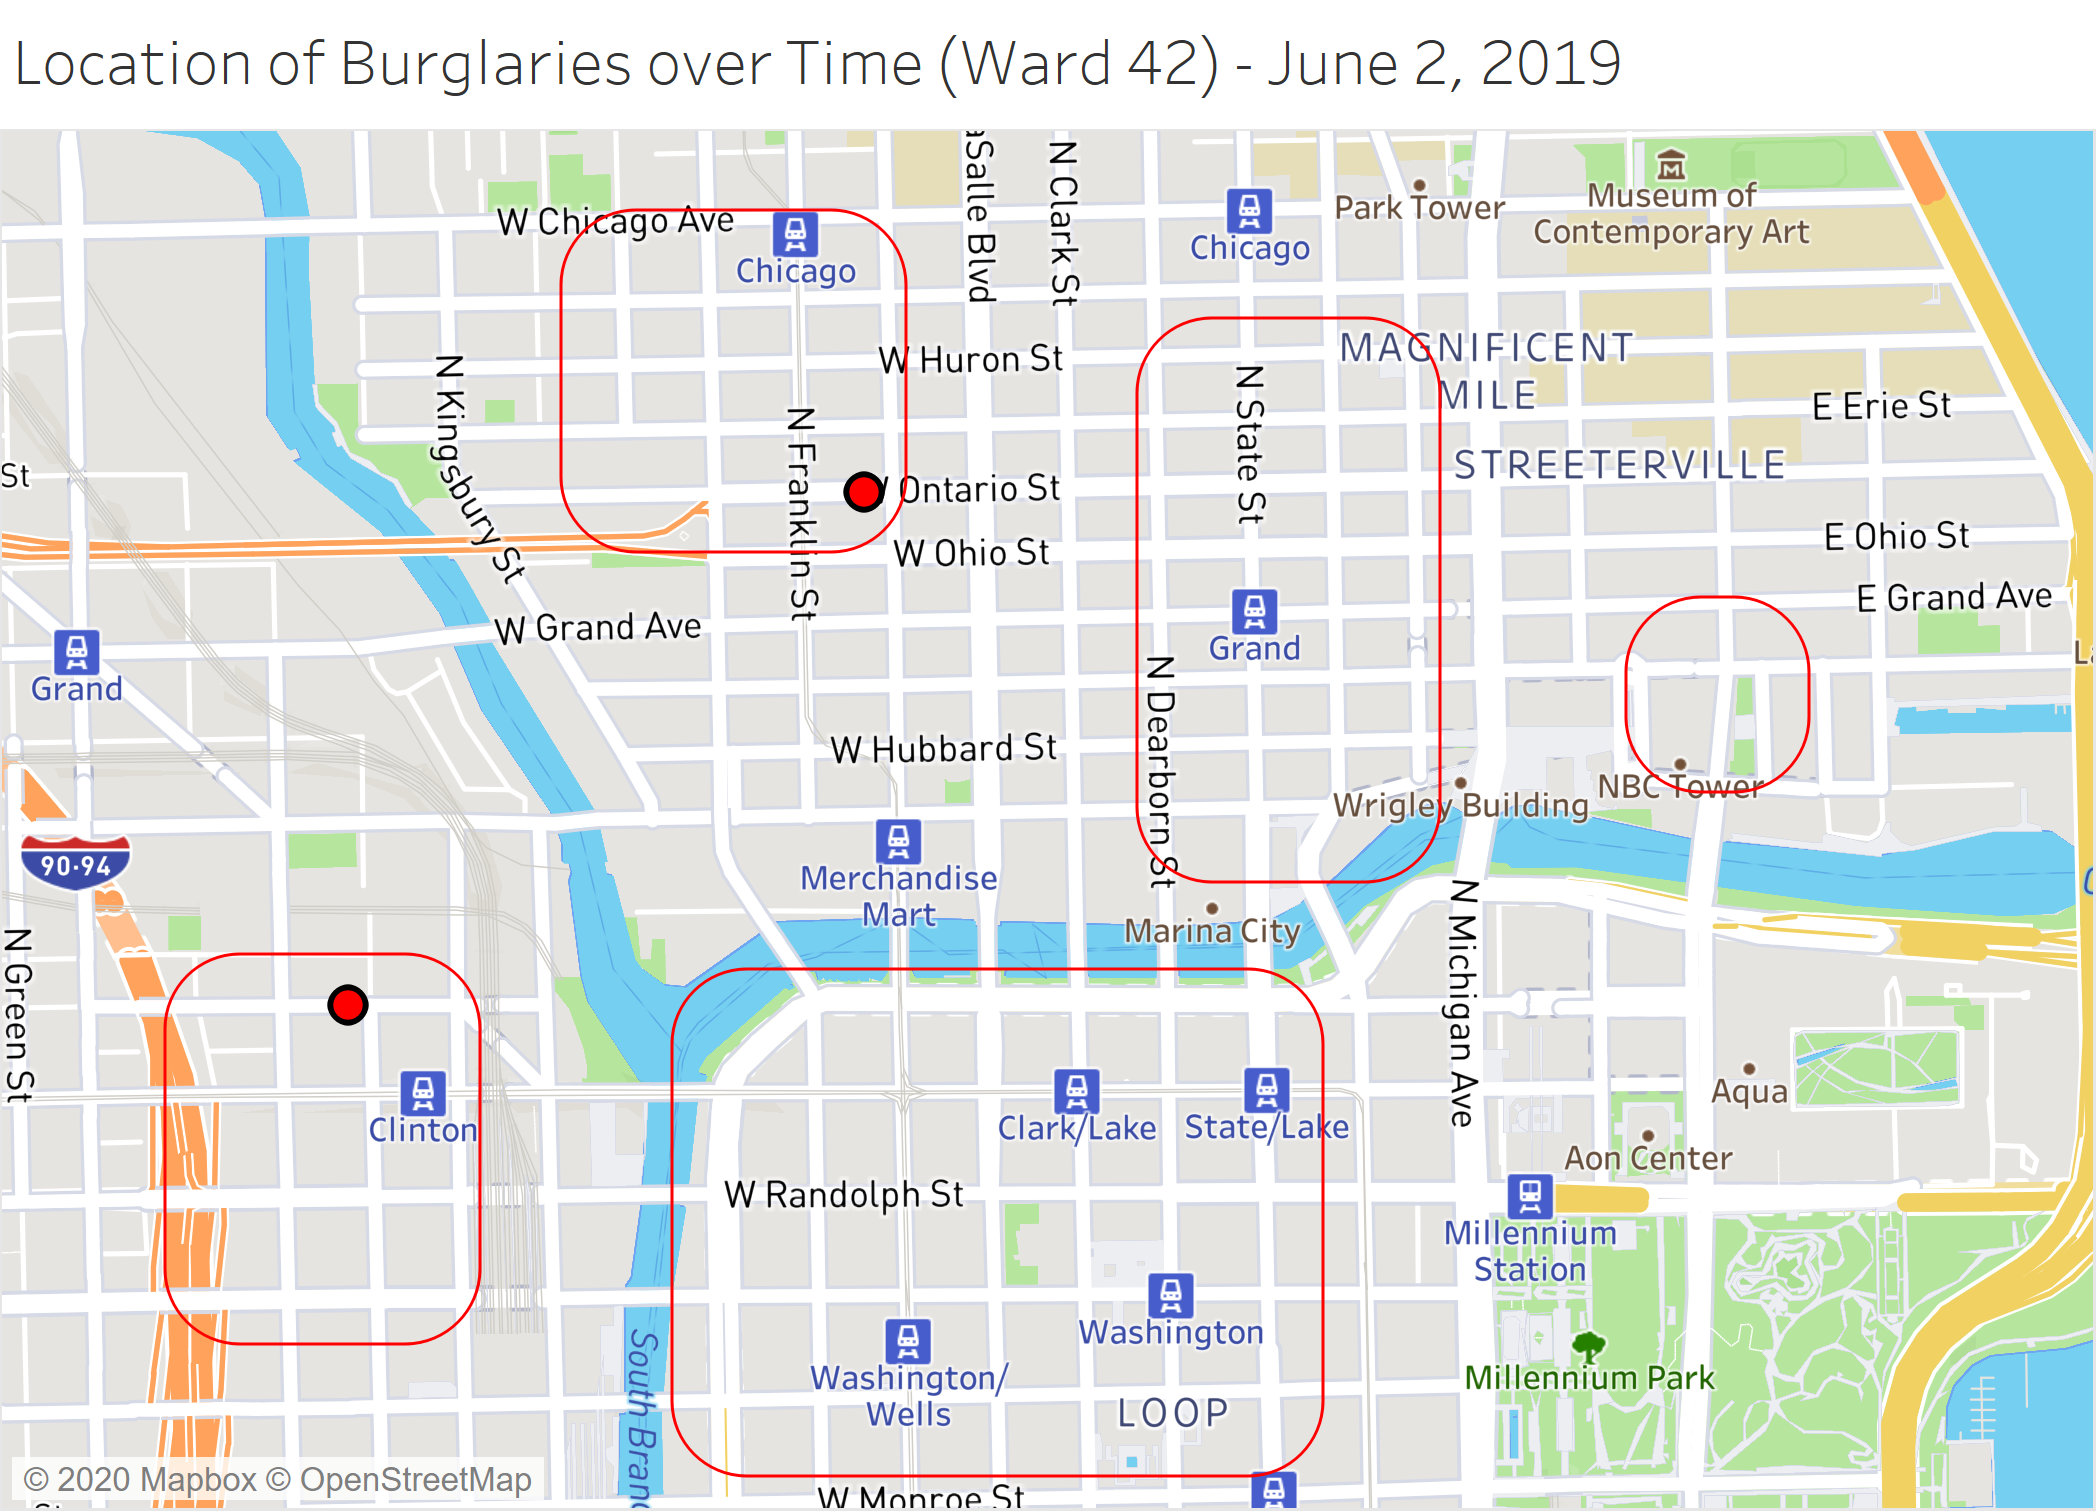 Location of Burglaries over Time (Ward 42) - June 2, 2019
aSalle Blvd
N Clark St
Park Tower
Museum of
Contemporary Art
W Chicago Ave
Chicago
Chicago
N Kingsbury St
W Huron St
MAGNIFICENT
MILE
N State St
E Erie St
N Franklin St
St
Ontario St
STREETERVILLE
W Ohio St
E Ohio St
E Grand Ave
W Grand Ave
Grand
Grand
N Dearborn St
W Hubbard St
NBC Tower
Wrigley Building
90-94
Merchandise
Mart
Marina City
N Michigan Ave
N Green St
Clinton
Clark/Lake
State/Lake
Aqua
Aon Center
W Randolph St
Millennium
Station
Washington
Washington/
Wells
LOOP
Millennium Park
South Branc
© 2020 Mapbox © OpenStreetMap
W Monroe St